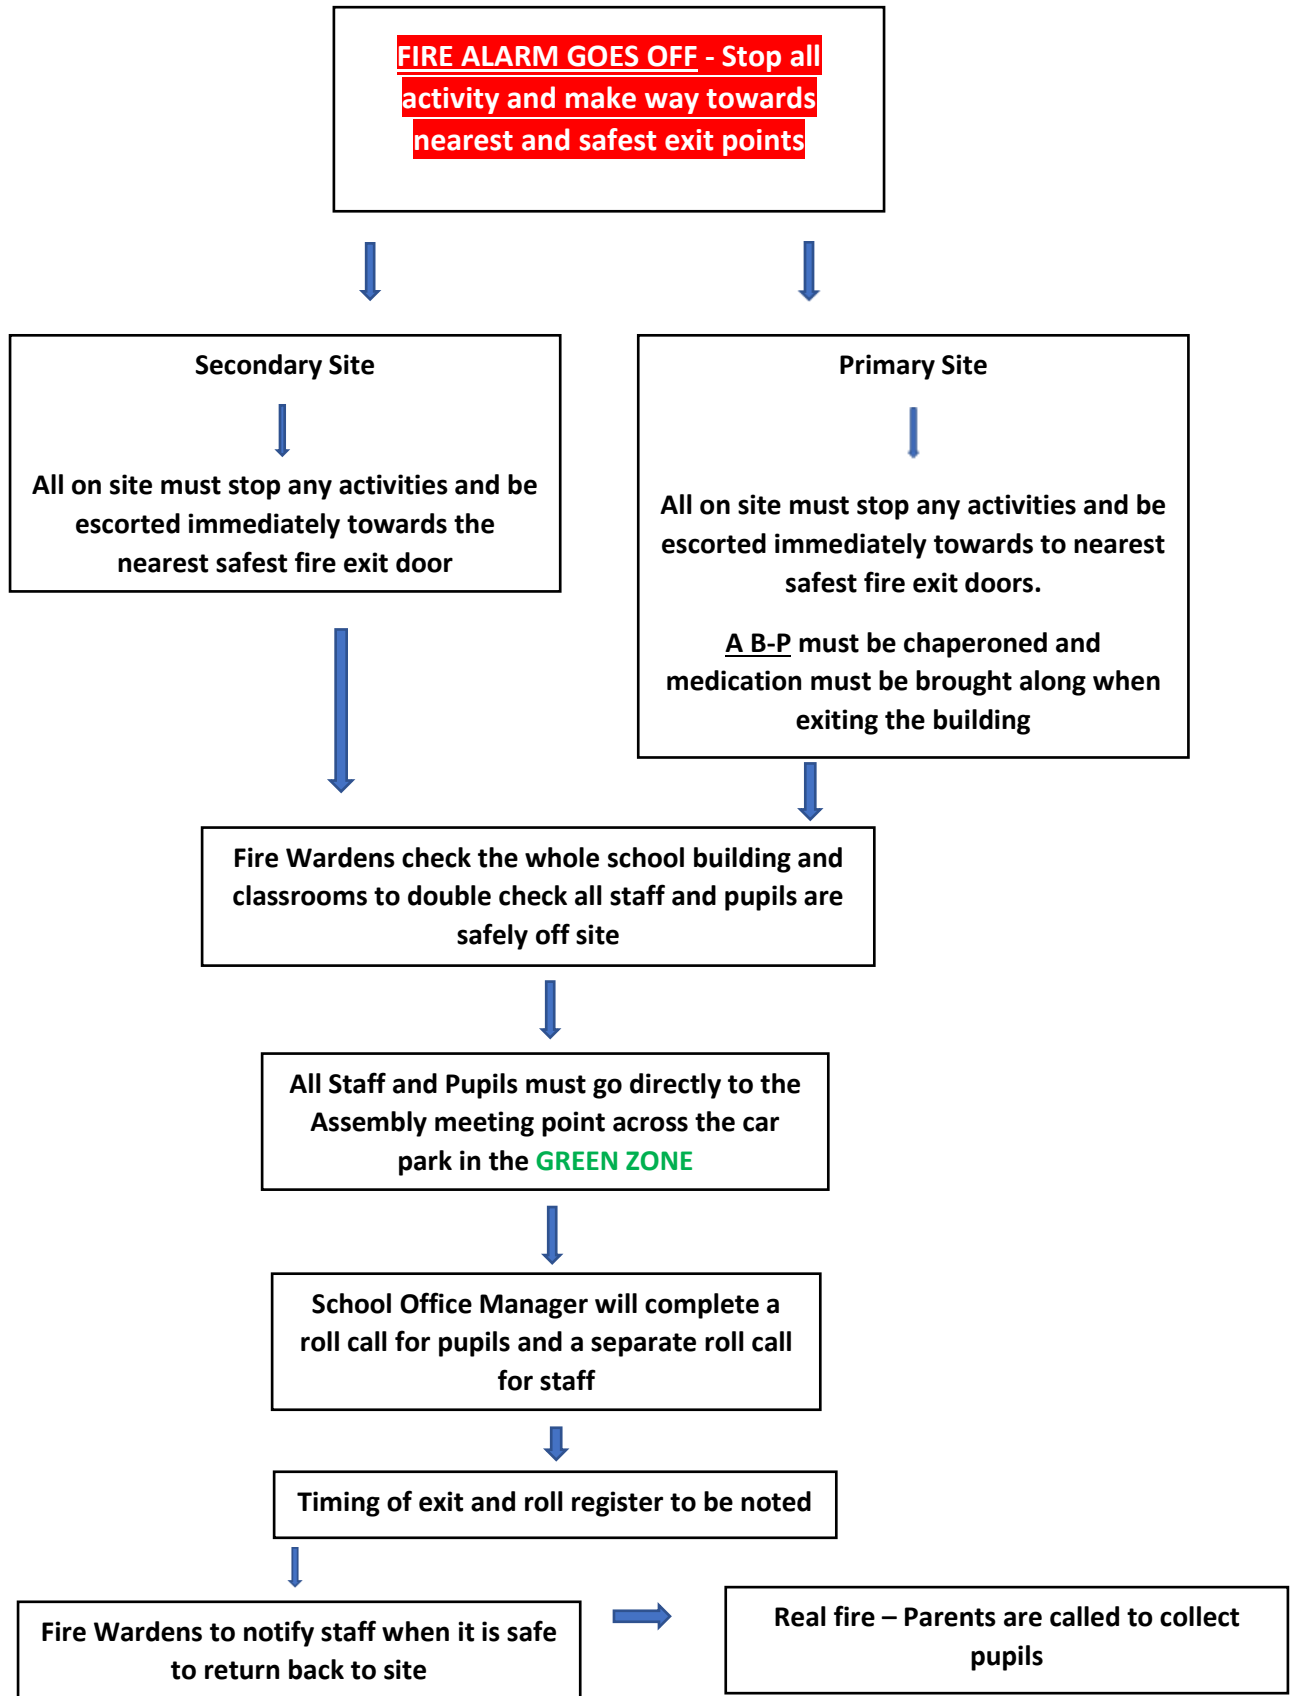 FIRE ALARM GOES OFF - Stop all
activity and make way towards
nearest and safest exit points
Secondary Site
All on site must stop any activities and be
escorted immediately towards the
nearest safest fire exit door
Primary Site
All on site must stop any activities and be
escorted immediately towards to nearest
safest fire exit doors.
A B-P must be chaperoned and
medication must be brought along when
exiting the building
Fire Wardens check the whole school building and
classrooms to double check all staff and pupils are
safely off site
All Staff and Pupils must go directly to the
Assembly meeting point across the car
park in the GREEN ZONE
School Office Manager will complete a
roll call for pupils and a separate roll call
for staff
Timing of exit and roll register to be noted
Fire Wardens to notify staff when it is safe
to return back to site
Real fire – Parents are called to collect
pupils